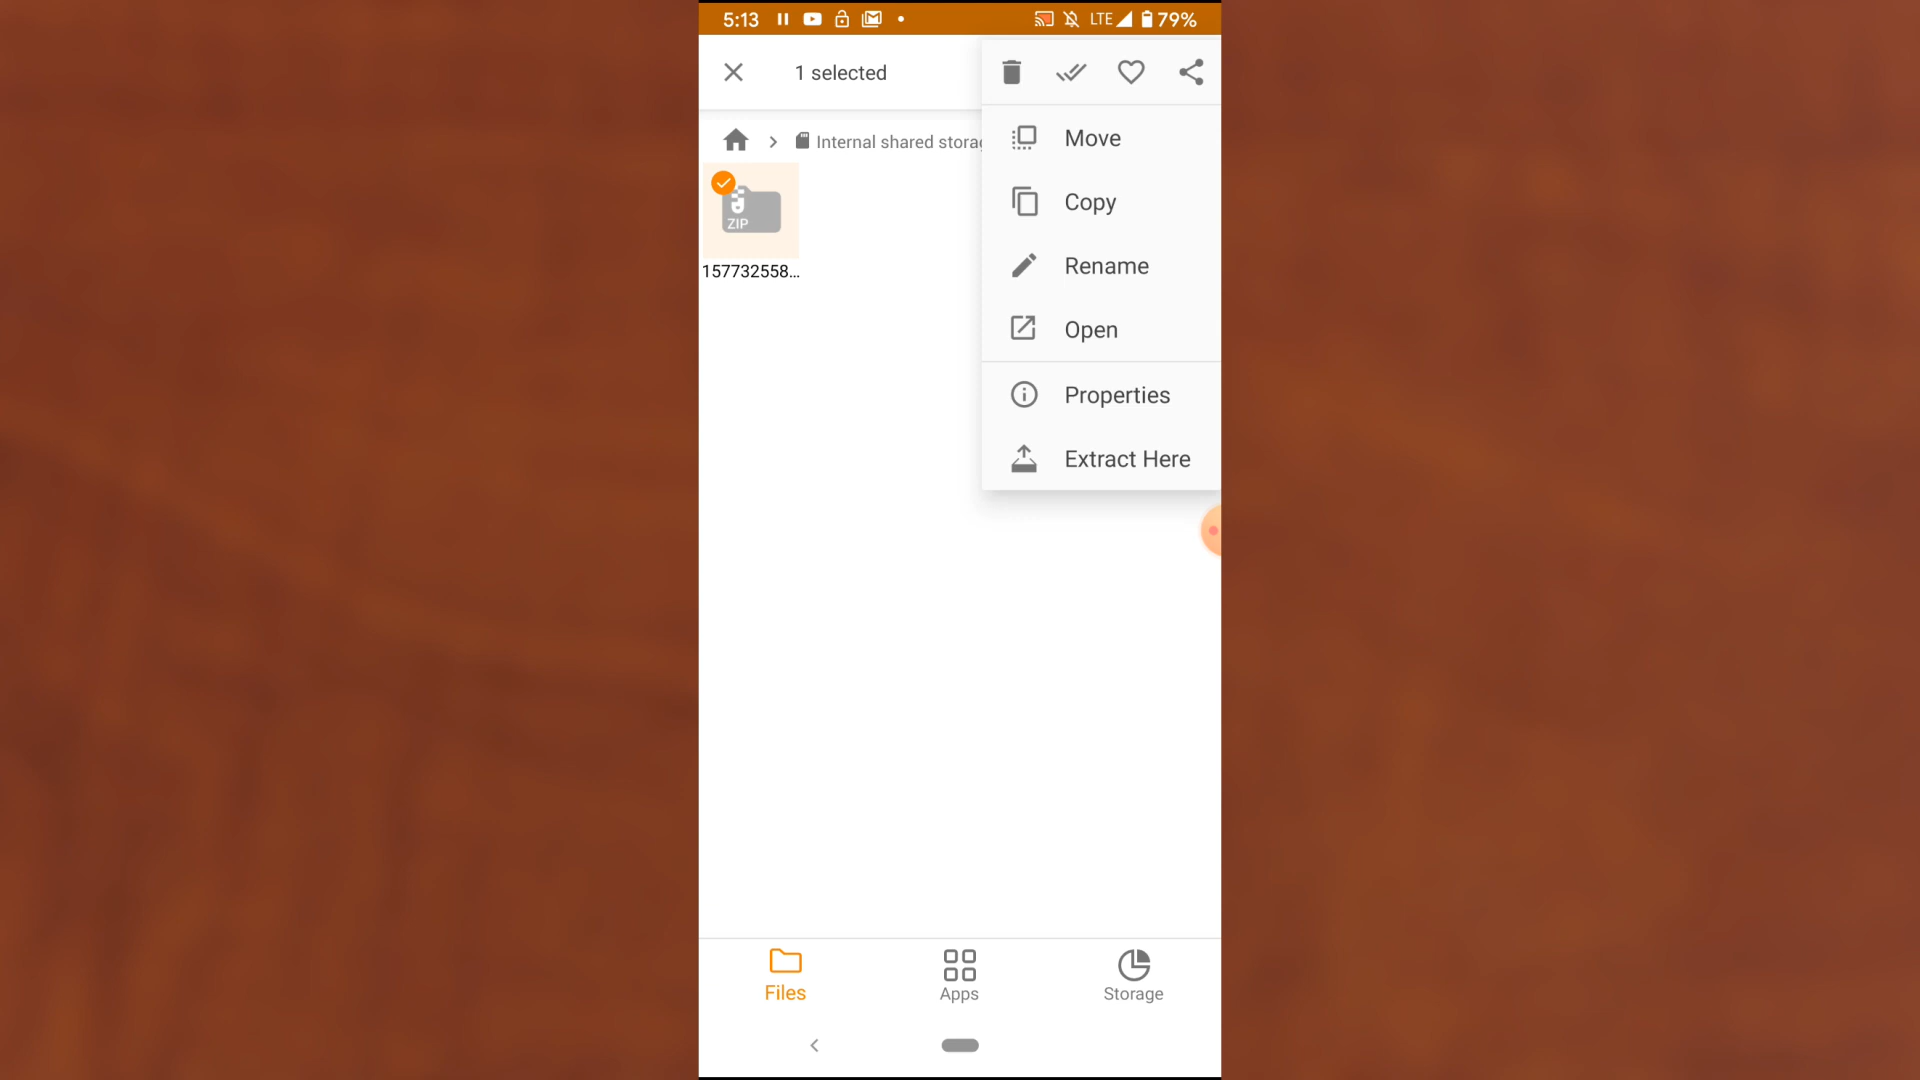 5:13 LTE 79%
1 selected
Internal shared storag
ZIP
157732558...
Move
Copy
Rename
Open
Properties
Extract Here
Files Apps Storage